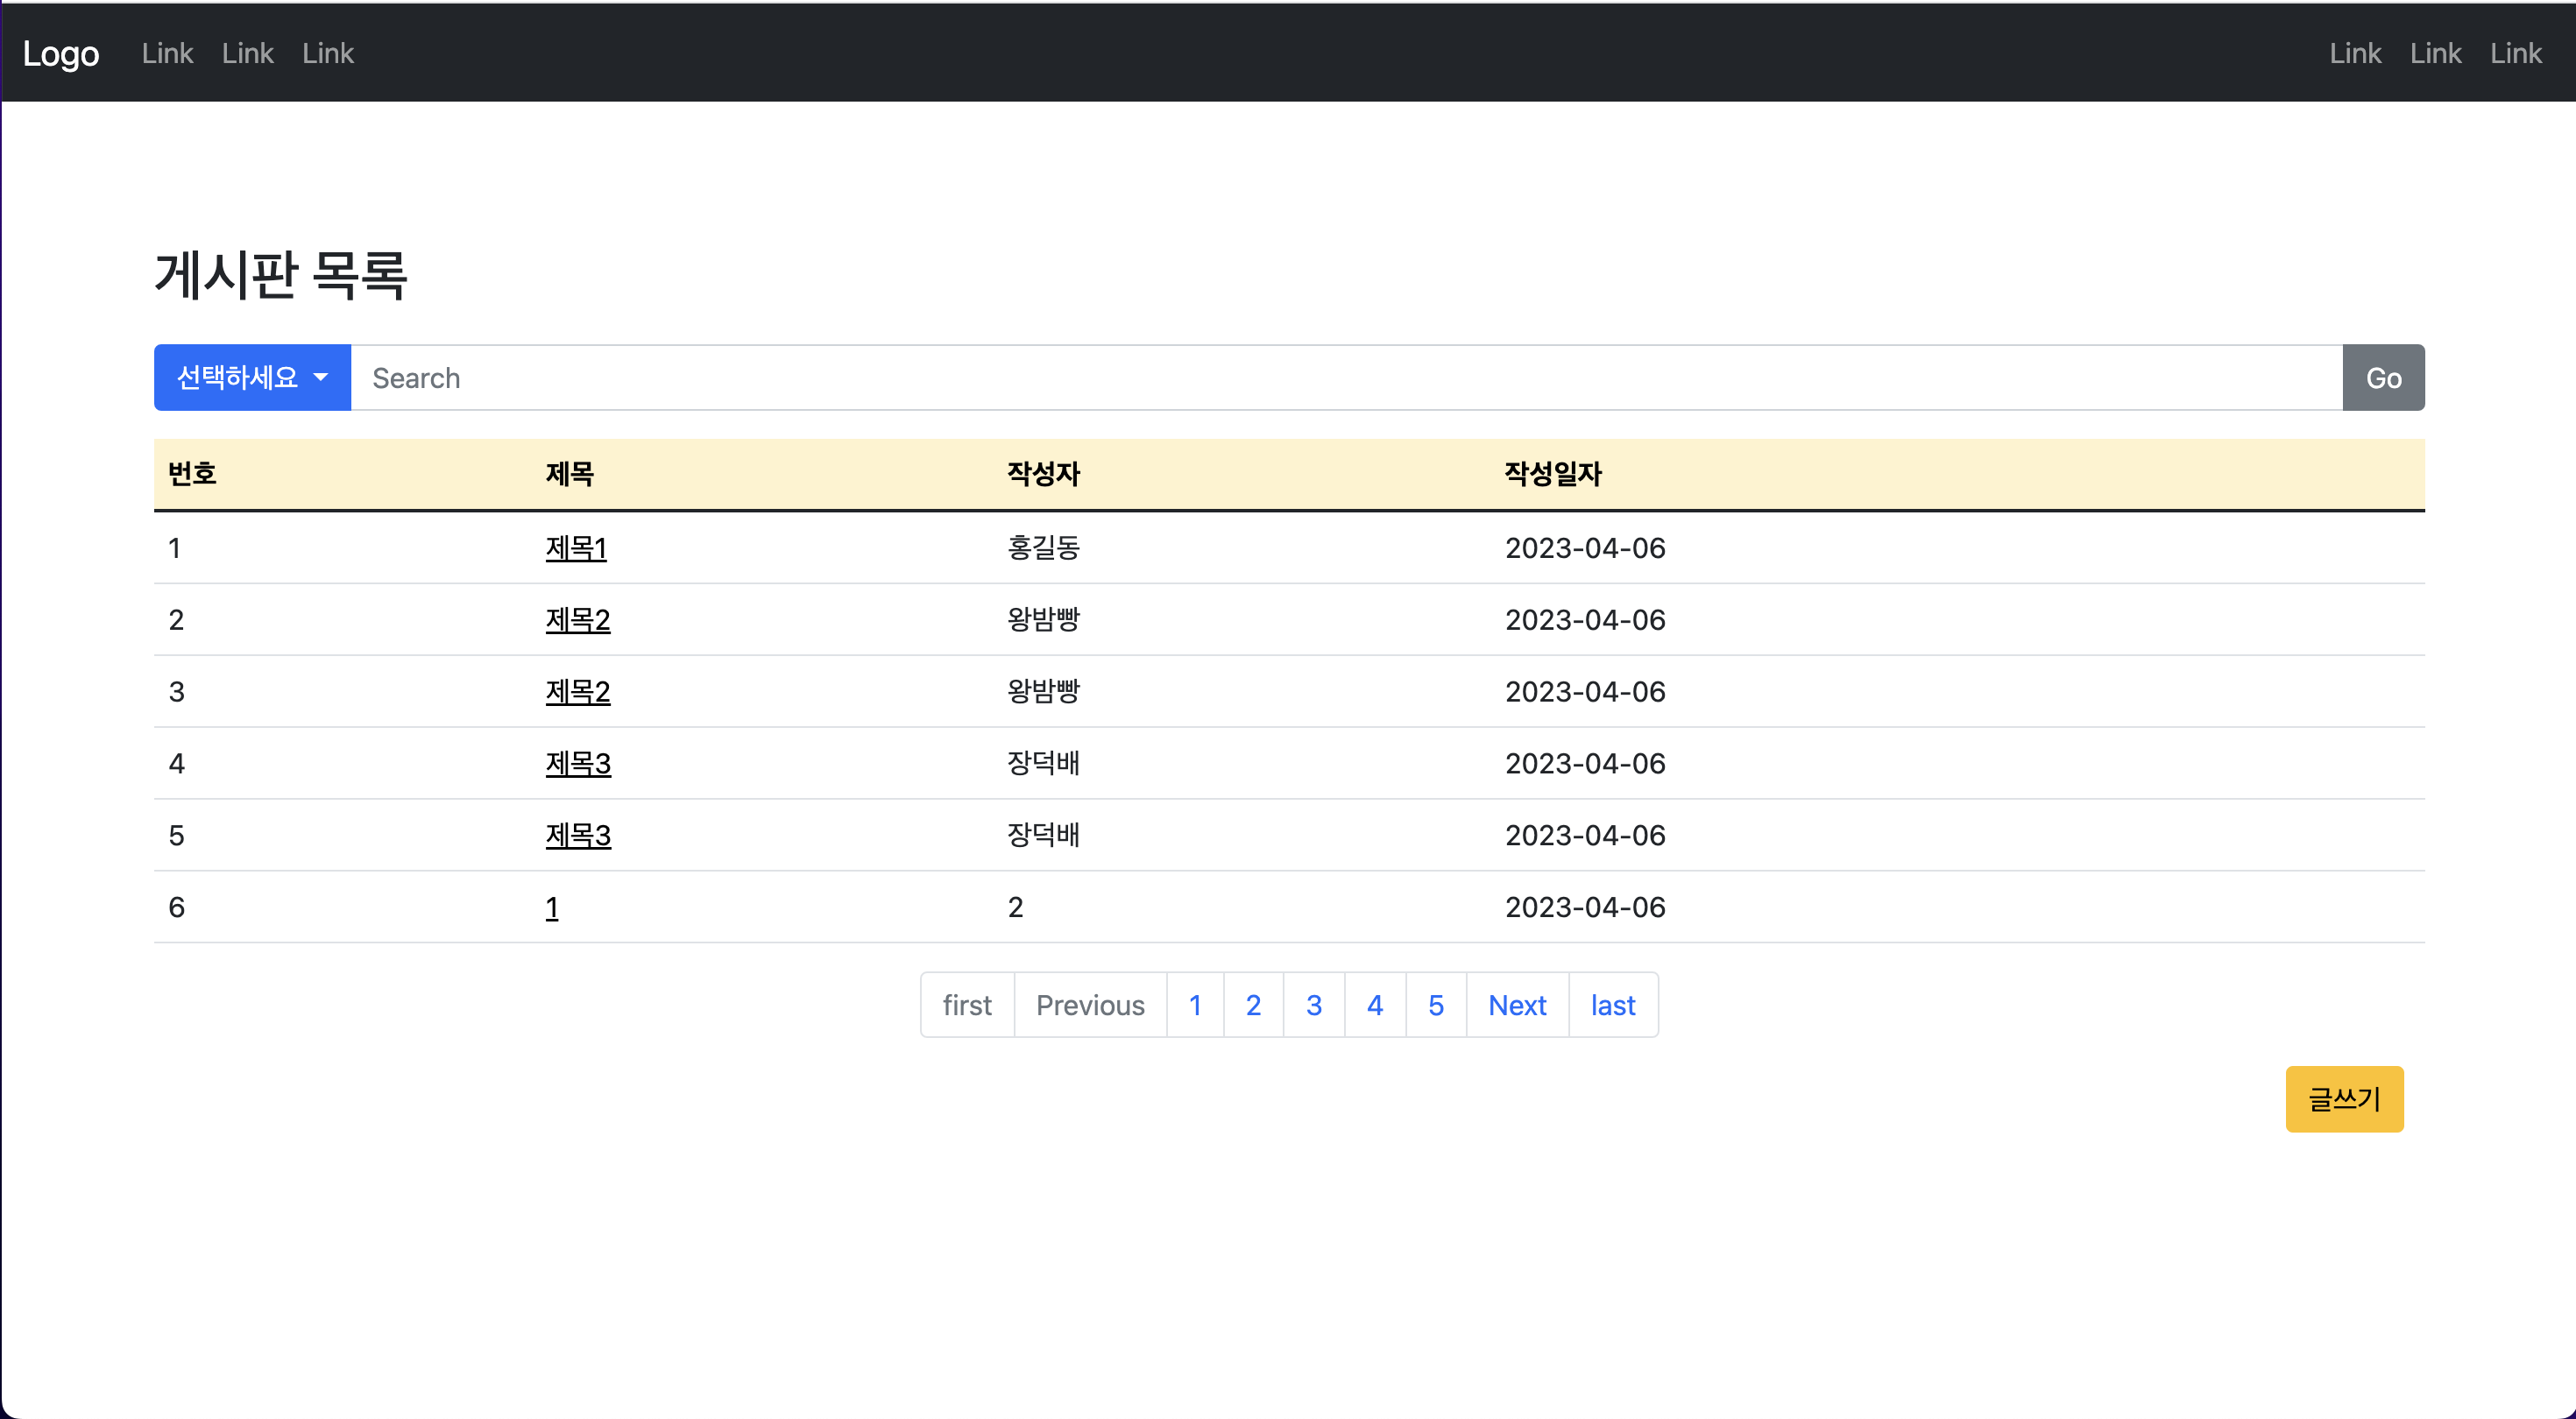 Logo Link Link Link Link Link Link
게시판 목록
선택하세요 Search Go
번호 제목 작성자 작성일자
1 제목1 홍길동 2023-04-06
2 제목2 왕밤빵 2023-04-06
3 제목2 왕밤빵 2023-04-06
4 제목3 장덕배 2023-04-06
5 제목3 장덕배 2023-04-06
6 1 2 2023-04-06
first Previous 1 2 3 4 5 Next last
글쓰기